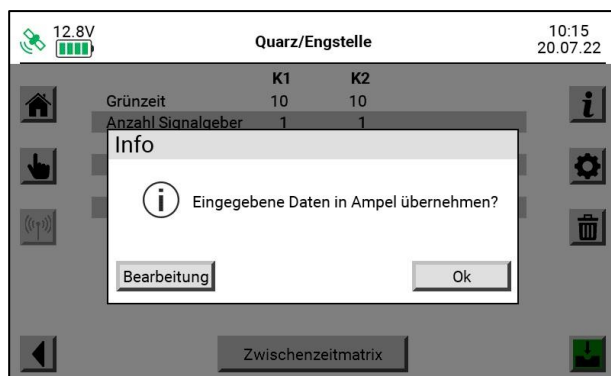 12.8V
Quarz/Engstelle
10:15
20.07.22
K1 K2
Grünzeit 10 10
Anzahl Signalgeber 1 1
Info
Eingegebene Daten in Ampel übernehmen?
Bearbeitung
Ok
Zwischenzeitmatrix